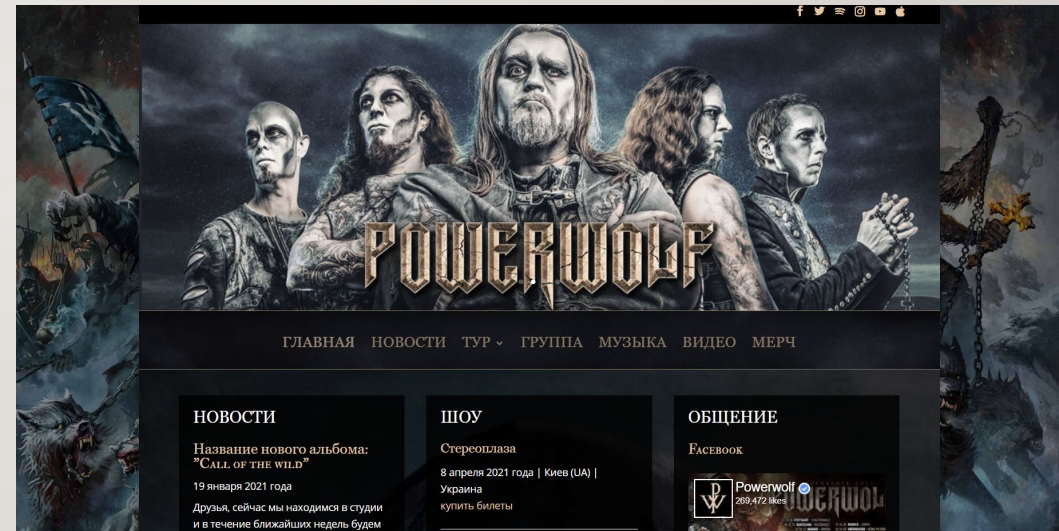 POWERWOLF
ГЛАВНАЯ НОВОСТИ ТУР ГРУППА МУЗЫКА ВИДЕО МЕРЧ
НОВОСТИ
Название нового альбома:
"Call of the wild"
19 января 2021 года
Друзья, сейчас мы находимся в студии
и в течение ближайших недель будем
ШОУ
Стереоплаза
8 апреля 2021 года | Киев (UA) |
Украина
купить билеты
ОБЩЕНИЕ
Facebook
Powerwolf
269,472 likes